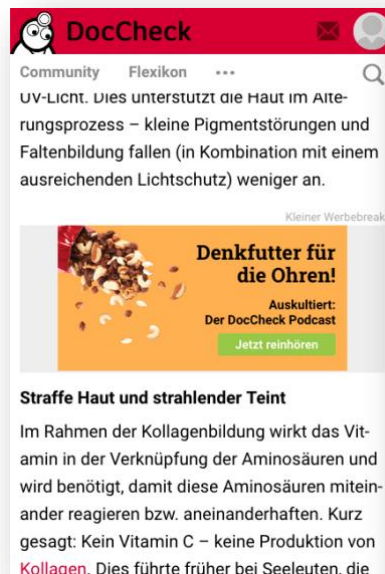 DocCheck
Community Flexikon ...
UV-Licht. Dies unterstützt die Haut im Alte-
rungsprozess – kleine Pigmentstörungen und
Faltenbildung fallen (in Kombination mit einem
ausreichenden Lichtschutz) weniger an.
Kleiner Werbebreak
Denkfutter für
die Ohren!
Auskultiert:
Der DocCheck Podcast
Jetzt reinhören
Straffe Haut und strahlender Teint
Im Rahmen der Kollagenbildung wirkt das Vit-
amin in der Verknüpfung der Aminosäuren und
wird benötigt, damit diese Aminosäuren mitein-
ander reagieren bzw. aneinanderhaften. Kurz
gesagt: Kein Vitamin C – keine Produktion von
Kollagen. Dies führte früher bei Seeleuten, die